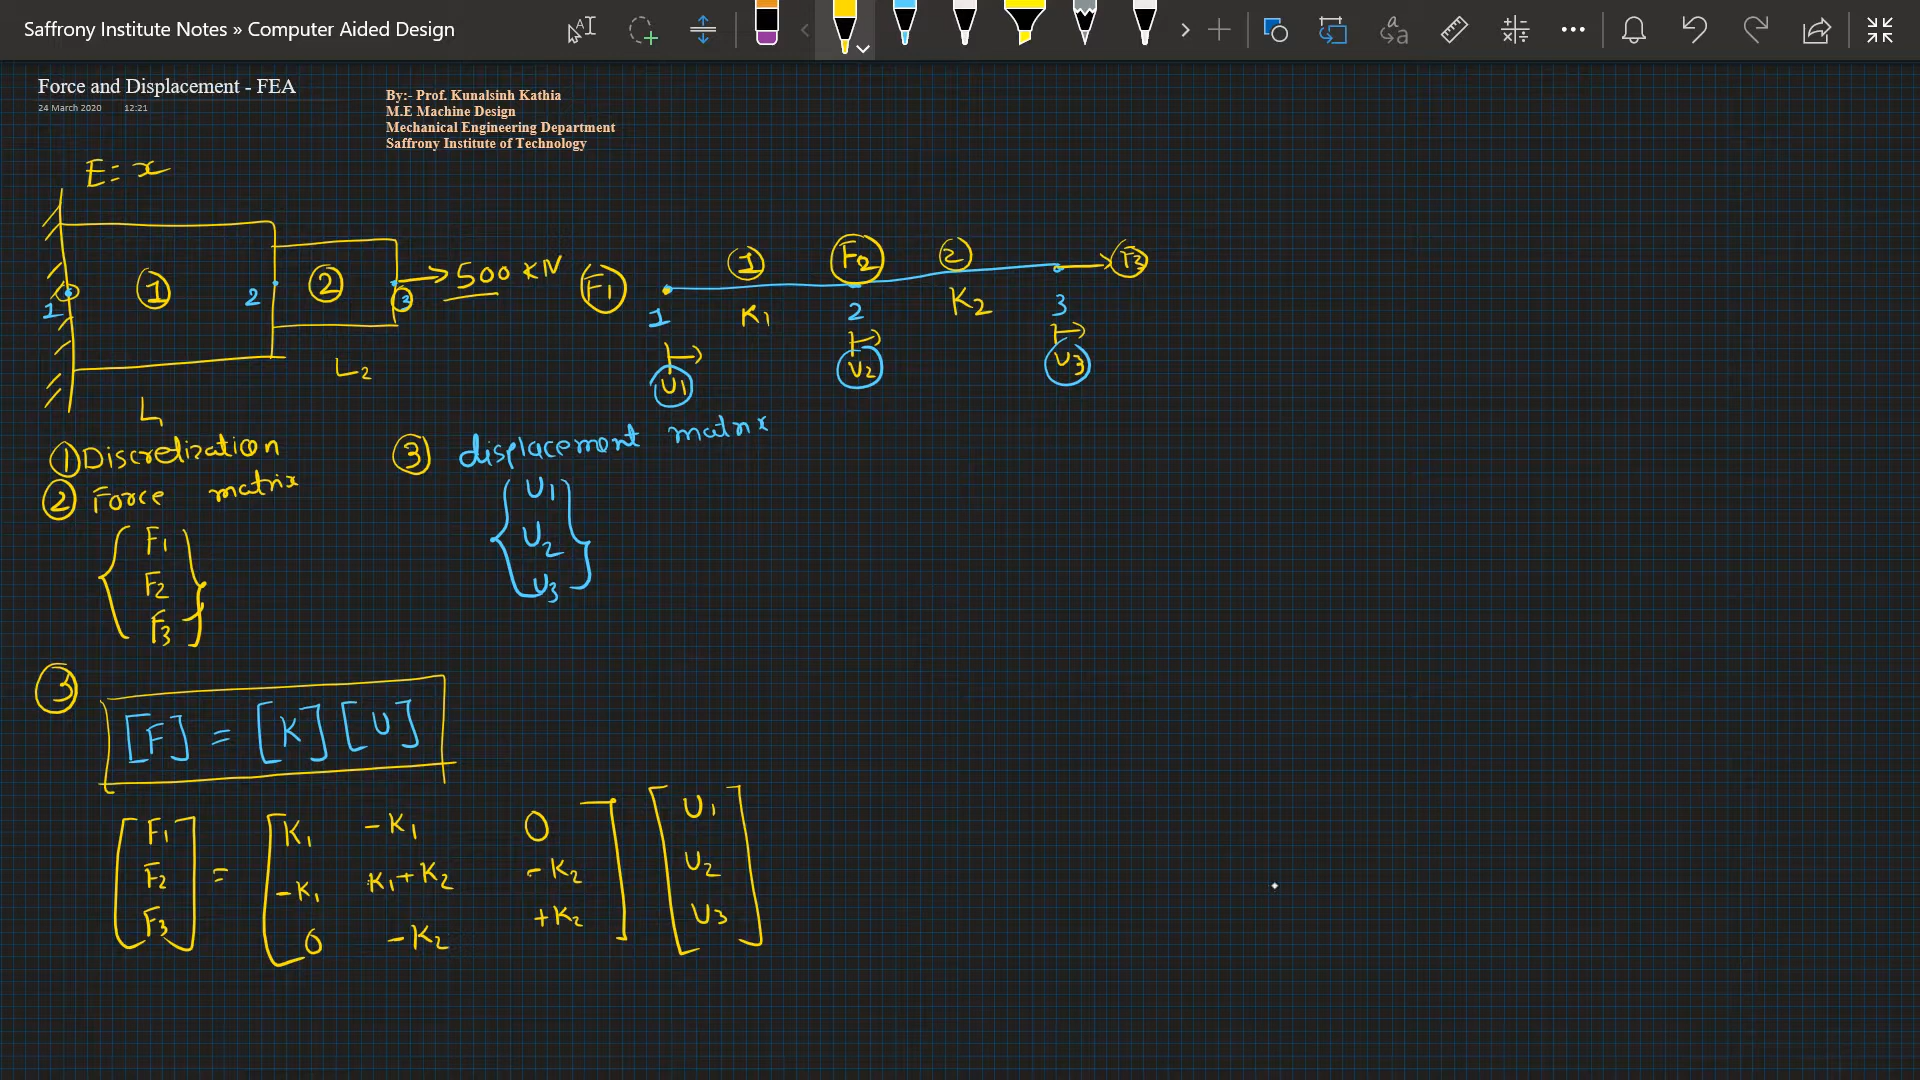 Saffrony Institute Notes » Computer Aided Design
Force and Displacement - FEA
24 March 2020 12:21
By:- Prof. Kunalsinh Kathia
M.E Machine Design
Mechanical Engineering Department
Saffrony Institute of Technology
E = x
1 2 3
① ② → 500 KN
L1 L2
F1 ① F2 ② F3
1 K1 2 K2 3
U1 U2 U3
① Discretization
② Force matrix
{ F1
F2
F3 }
③ displacement matrix
{ U1
U2
U3 }
③
[F] = [K] [U]
[ F1 ] [ K1 -K1 0 ] [ U1 ]
[ F2 ] = [ -K1 K1+K2 -K2 ] [ U2 ]
[ F3 ] [ 0 -K2 +K2 ] [ U3 ]